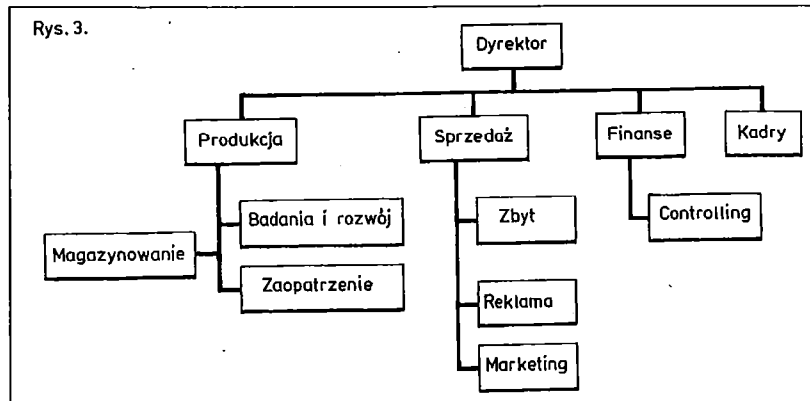 Rys. 3.
Dyrektor
Produkcja
Sprzedaż
Finanse
Kadry
Badania i rozwój
Zbyt
Controlling
Magazynowanie
Zaopatrzenie
Reklama
Marketing